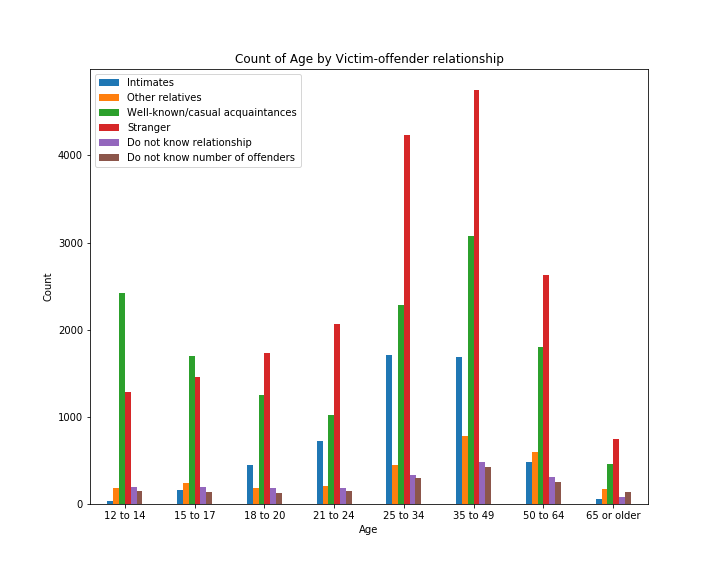 Count of Age by Victim-offender relationship
Intimates
Other relatives
Well-known/casual acquaintances
Stranger
Do not know relationship
Do not know number of offenders
4000
3000
2000
1000
0
Count
12 to 14
15 to 17
18 to 20
21 to 24
25 to 34
35 to 49
50 to 64
65 or older
Age